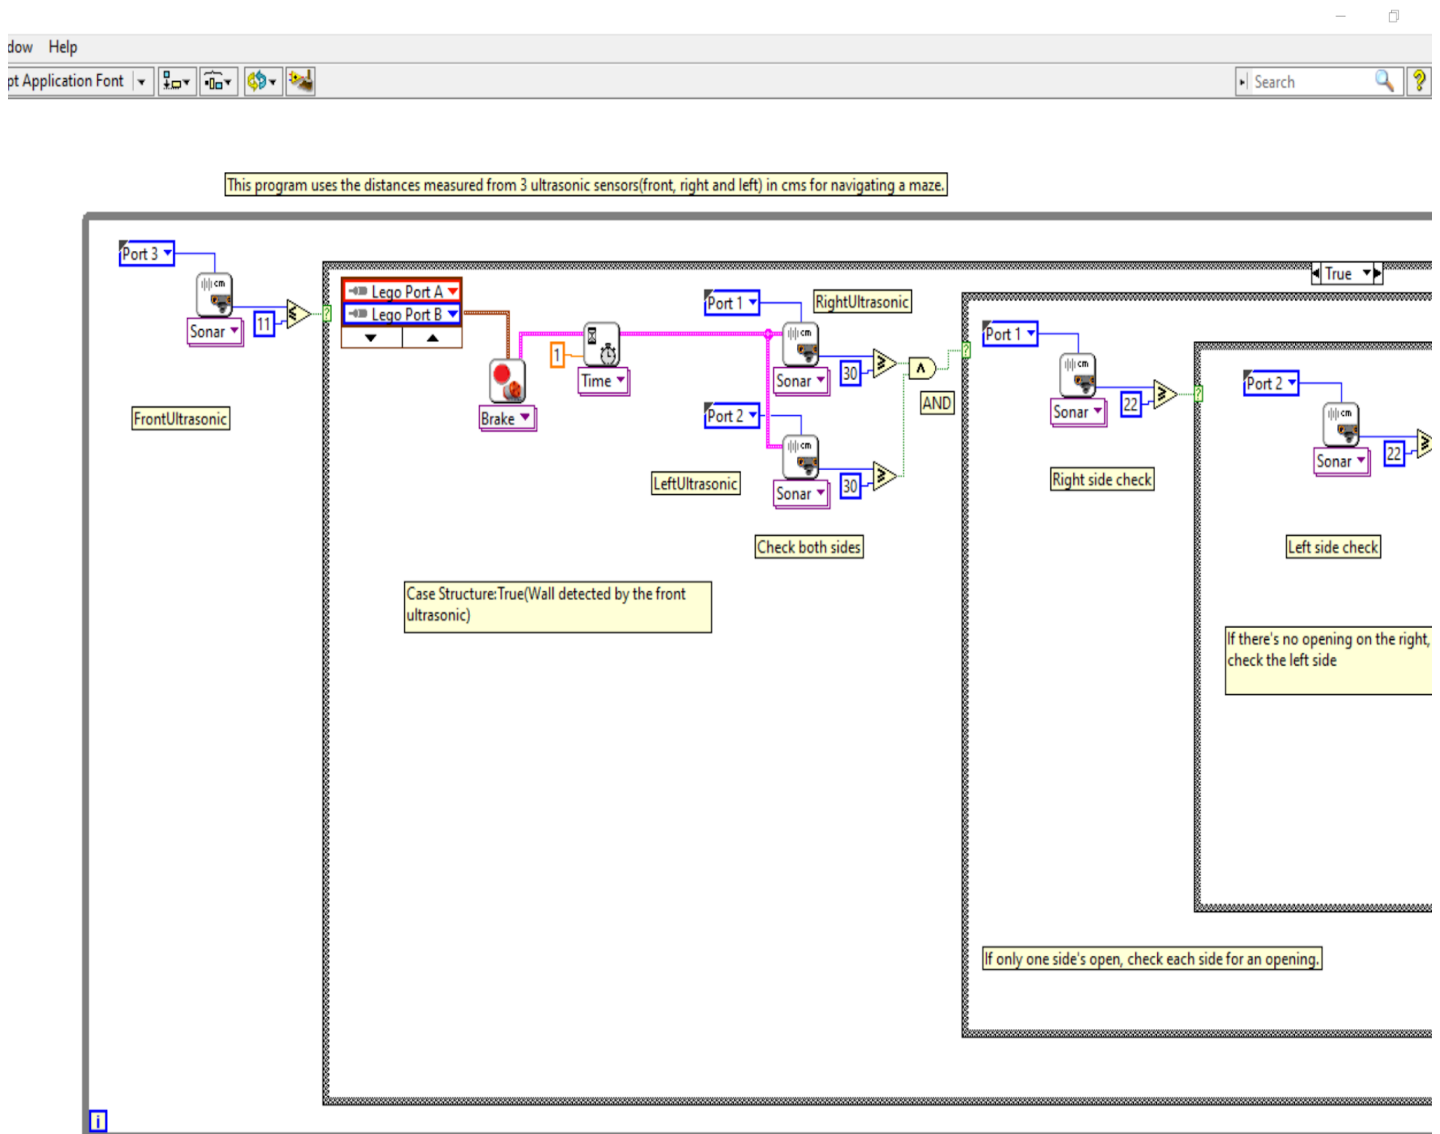 dow Help
pt Application Font
Search
This program uses the distances measured from 3 ultrasonic sensors(front, right and left) in cms for navigating a maze.
Port 3
cm
Sonar
11
FrontUltrasonic
True
Lego Port A
Lego Port B
Brake
1
Time
Port 1
RightUltrasonic
cm
Sonar
30
AND
Port 2
cm
LeftUltrasonic
Sonar
30
Check both sides
Case Structure:True(Wall detected by the front
ultrasonic)
Port 1
cm
Sonar
22
Right side check
Port 2
cm
Sonar
22
Left side check
If there's no opening on the right,
check the left side
If only one side's open, check each side for an opening.
i